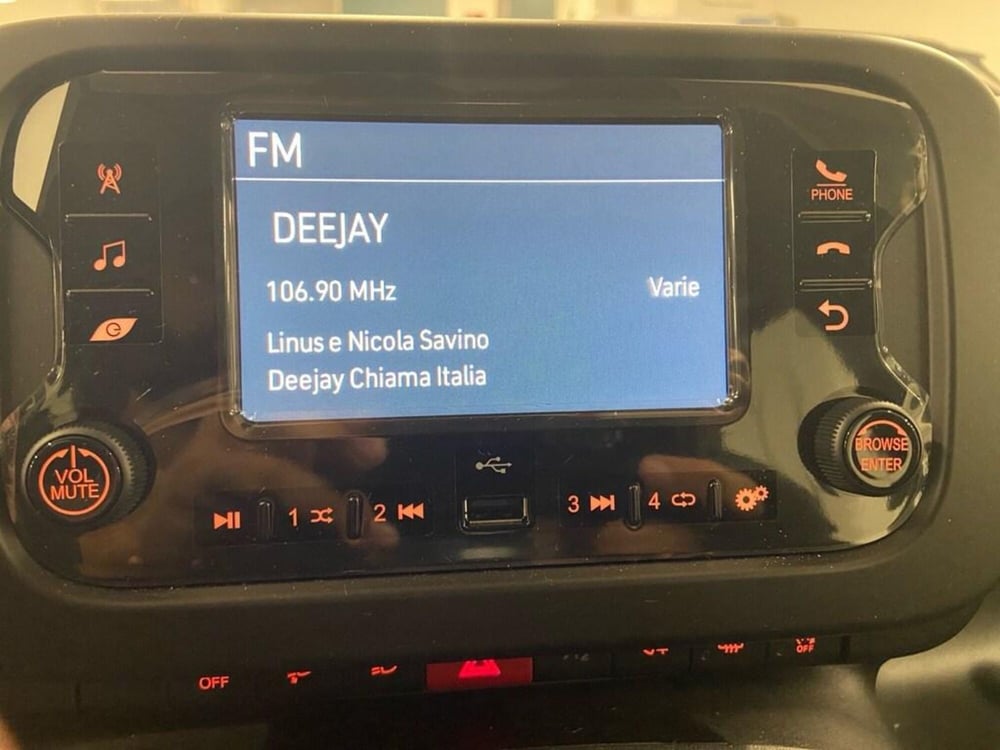 FM
DEEJAY
106.90 MHz
Varie
Linus e Nicola Savino
Deejay Chiama Italia
PHONE
VOL
MUTE
BROWSE
ENTER
1
2
3
4
OFF
OFF